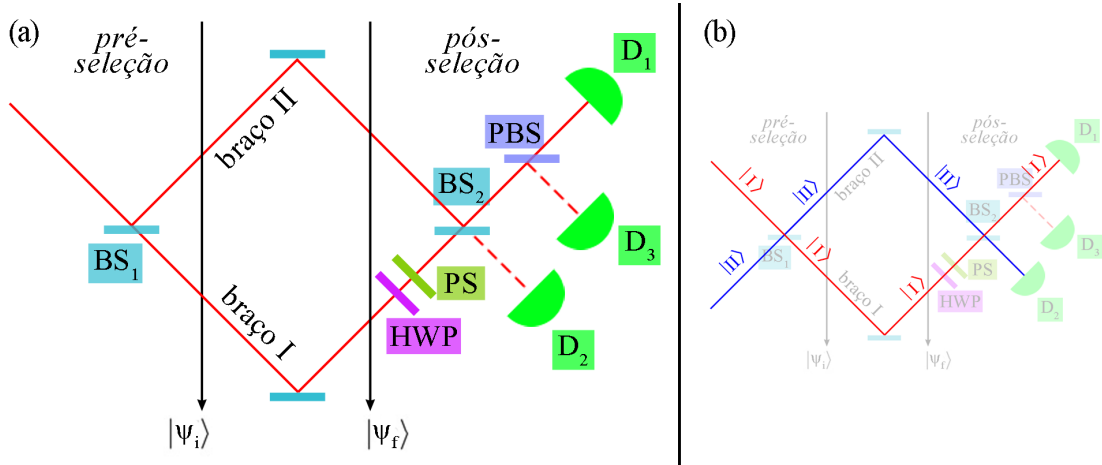 (a)
pré-
seleção
pós-
seleção
D₁
PBS
braço II
BS₂
D₃
BS₁
PS
braço I
HWP
D₂
|ψᵢ⟩
|ψf⟩
(b)
pré-
seleção
pós-
seleção
D₁
|I⟩
|II⟩
braço II
|II⟩
PBS
|I⟩
BS₂
D₃
|II⟩
BS₁
|I⟩
braço I
|I⟩
PS
HWP
D₂
|ψᵢ⟩
|ψf⟩